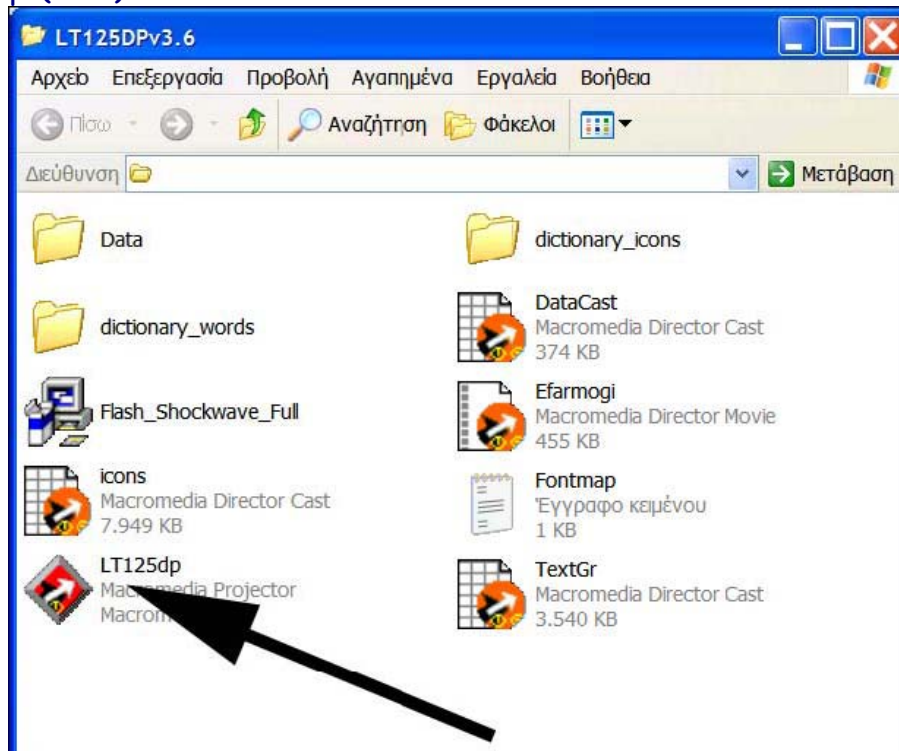 LT125DPv3.6
Αρχείο Επεξεργασία Προβολή Αγαπημένα Εργαλεία Βοήθεια
Πίσω Αναζήτηση Φάκελοι
Διεύθυνση Μετάβαση
Data
dictionary_icons
dictionary_words
DataCast
Macromedia Director Cast
374 KB
Flash_Shockwave_Full
Efarmogi
Macromedia Director Movie
455 KB
icons
Macromedia Director Cast
7.949 KB
Fontmap
Έγγραφο κειμένου
1 KB
LT125dp
Macromedia Projector
TextGr
Macromedia Director Cast
3.540 KB